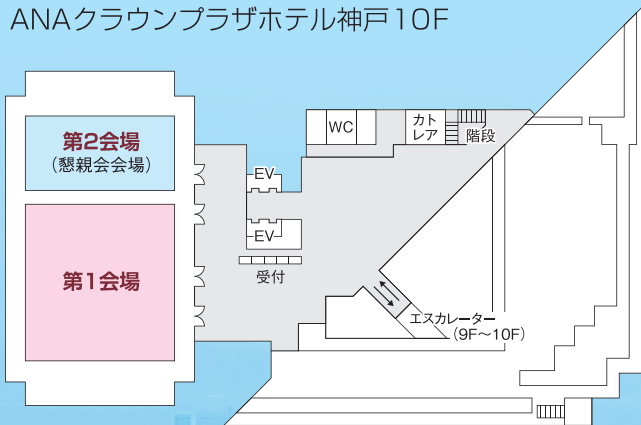 ANAクラウンプラザホテル神戸10F
WC
カト
レア
階段
第2会場
(懇親会会場)
EV
EV
第1会場
受付
エスカレーター
(9F〜10F)